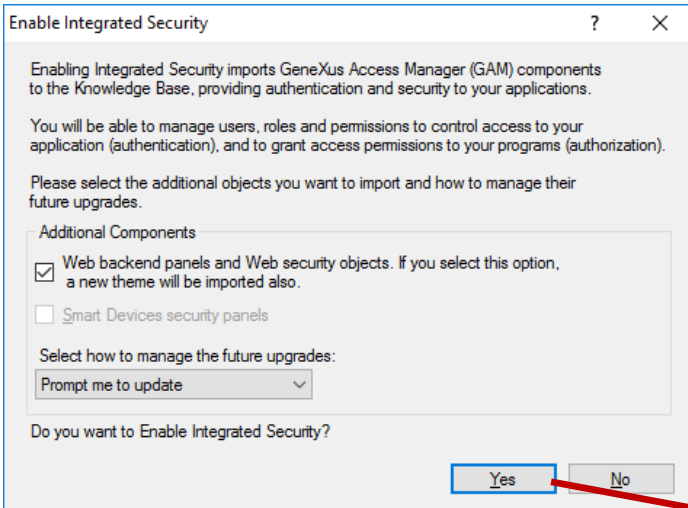 Enable Integrated Security
?
Enabling Integrated Security imports GeneXus Access Manager (GAM) components
to the Knowledge Base, providing authentication and security to your applications.
You will be able to manage users, roles and permissions to control access to your
application (authentication), and to grant access permissions to your programs (authorization).
Please select the additional objects you want to import and how to manage their
future upgrades.
Additional Components
Web backend panels and Web security objects. If you select this option,
a new theme will be imported also.
Smart Devices security panels
Select how to manage the future upgrades:
Prompt me to update
Do you want to Enable Integrated Security?
Yes No